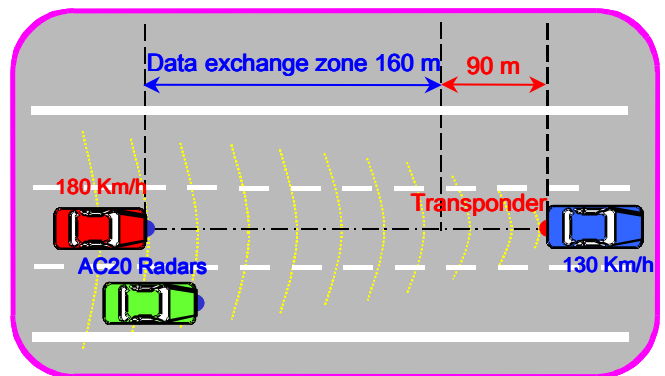 Data exchange zone 160 m
90 m
180 Km/h
Transponder
AC20 Radars
130 Km/h